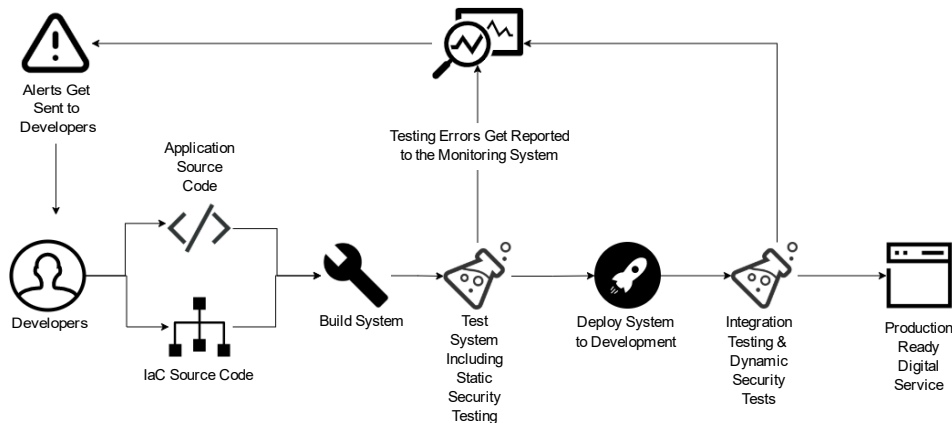 Alerts Get
Sent to
Developers
Testing Errors Get Reported
to the Monitoring System
Application
Source
Code
Developers
IaC Source Code
Build System
Test
System
Including
Static
Security
Testing
Deploy System
to Development
Integration
Testing &
Dynamic
Security
Tests
Production
Ready
Digital
Service